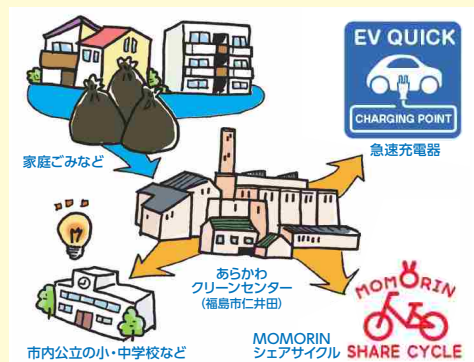 EV QUICK
CHARGING POINT
急速充電器
家庭ごみなど
あらかわ
クリーンセンター
(福島市仁井田)
市内公立の小・中学校など
MOMORIN
シェアサイクル
MOMORIN
SHARE CYCLE